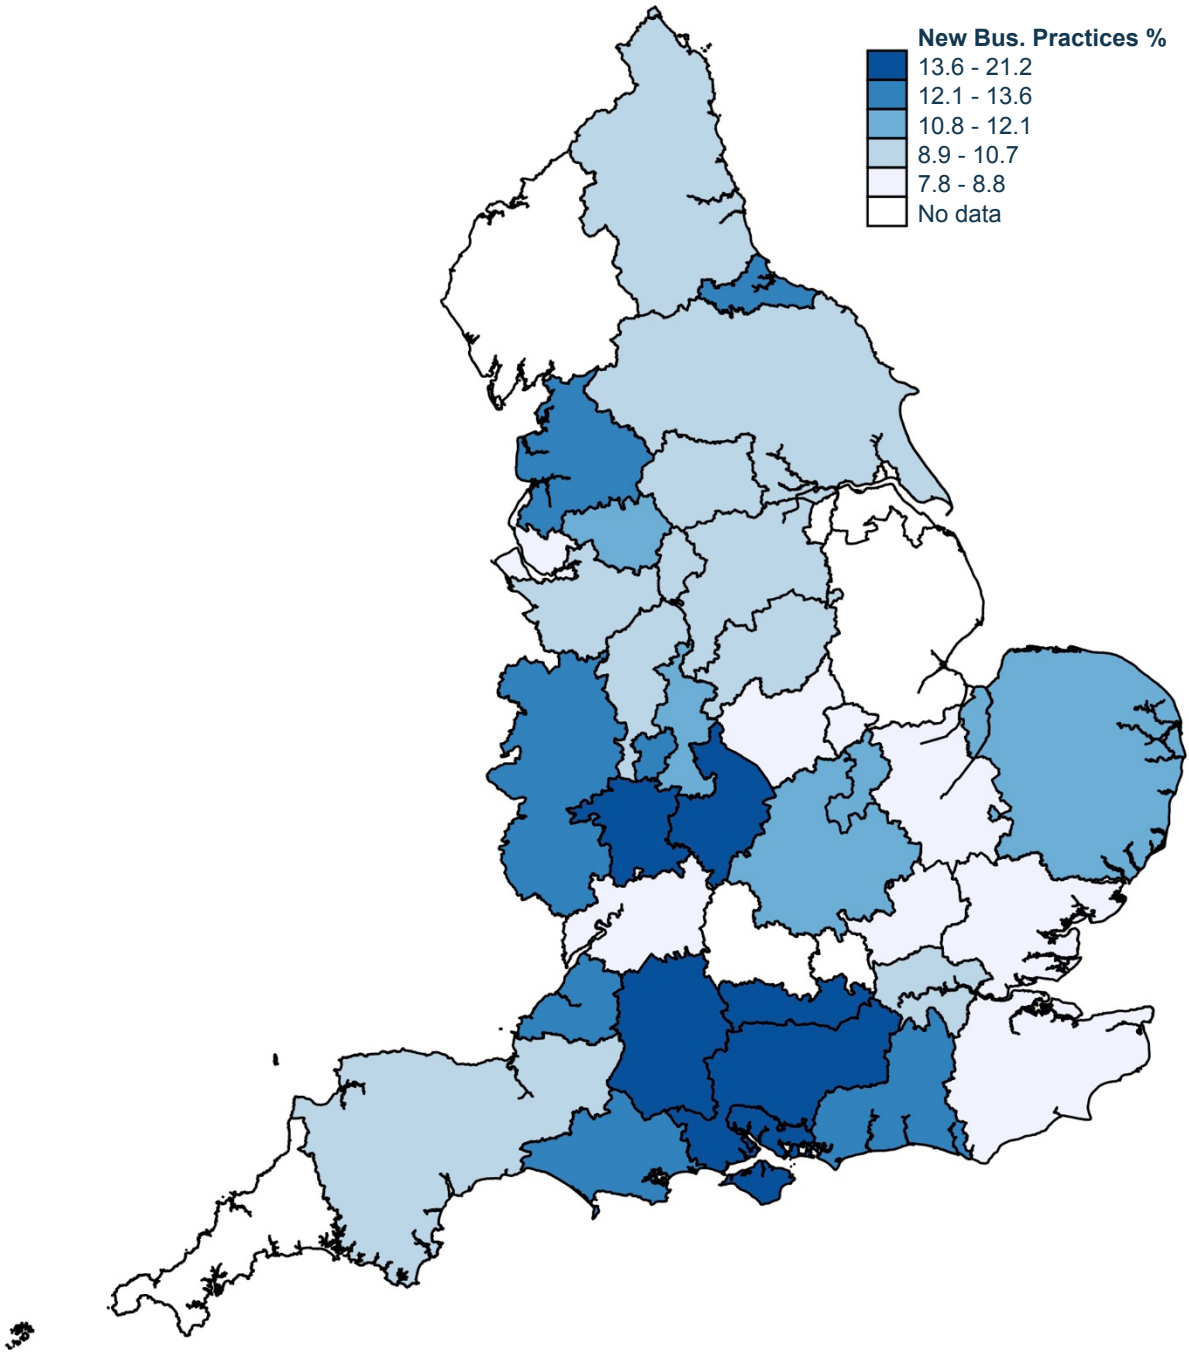 New Bus. Practices %
13.6 - 21.2
12.1 - 13.6
10.8 - 12.1
8.9 - 10.7
7.8 - 8.8
No data